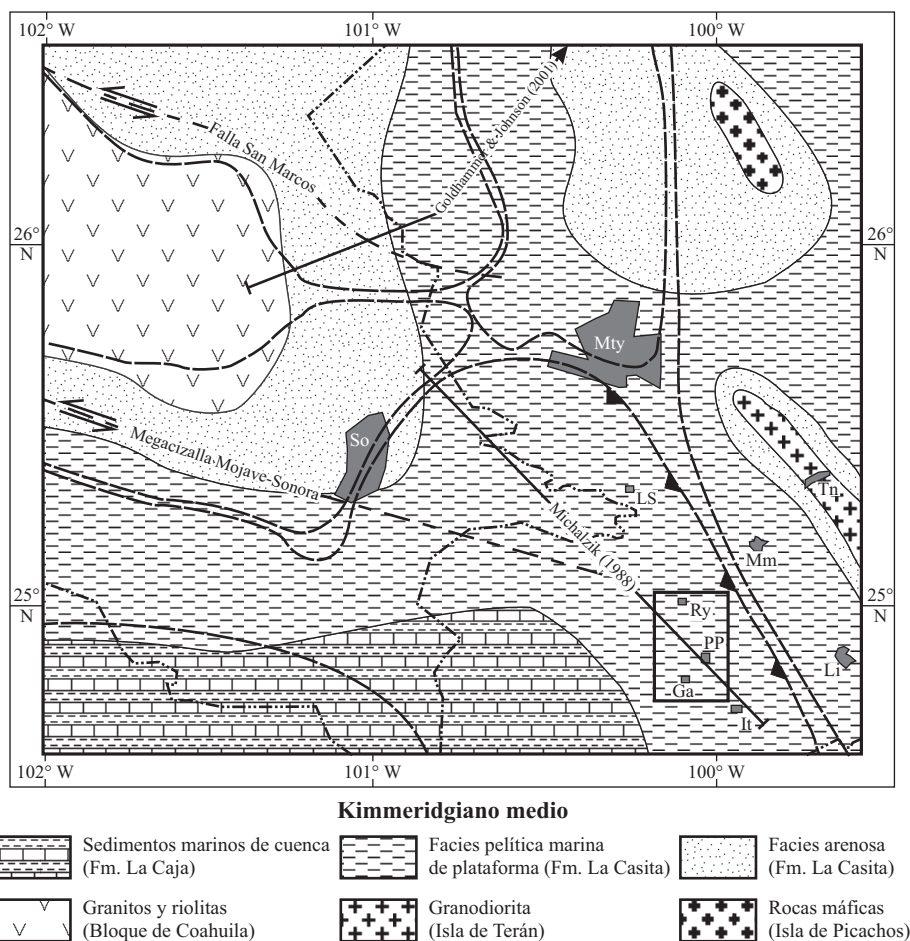 102° W
101° W
100° W
Falla San Marcos
Goldhammer & Johnson (2001)
26°
N
26°
N
Mty
So
Megacizalla Mojave-Sonora
LS
Tn
Michalzik (1988)
Mm
25°
N
25°
N
Ry
PP
Ga
Li
It
102° W
101° W
100° W
Kimmeridgiano medio
Sedimentos marinos de cuenca
(Fm. La Caja)
Facies pelítica marina
de plataforma (Fm. La Casita)
Facies arenosa
(Fm. La Casita)
Granitos y riolitas
(Bloque de Coahuila)
Granodiorita
(Isla de Terán)
Rocas máficas
(Isla de Picachos)